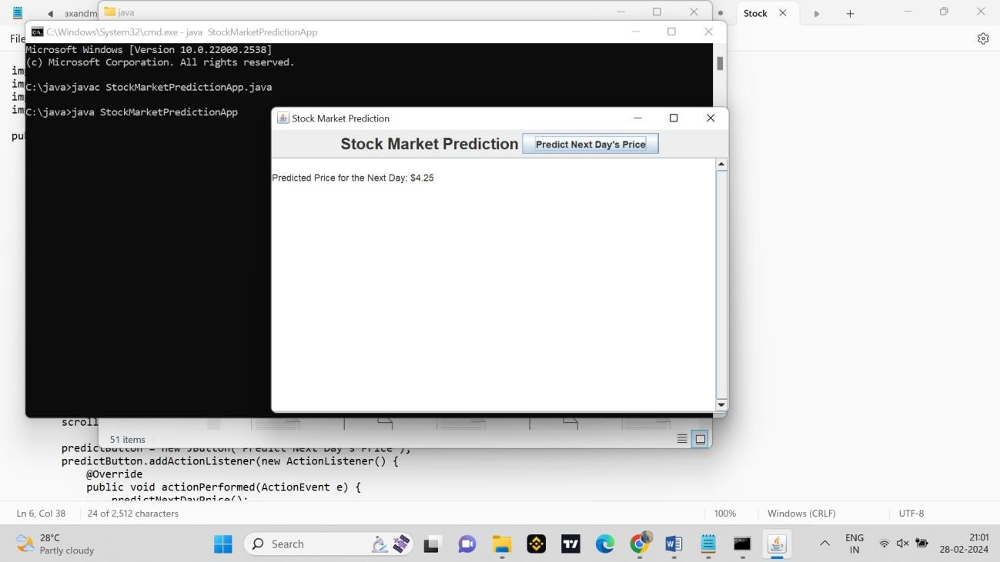 axandm
java
Stock
File
C:\Windows\System32\cmd.exe - java  StockMarketPredictionApp
Microsoft Windows [Version 10.0.22000.2538]
(c) Microsoft Corporation. All rights reserved.
C:\java>javac StockMarketPredictionApp.java
C:\java>java StockMarketPredictionApp
im
im
im
im
pu
Stock Market Prediction
Stock Market Prediction
Predict Next Day's Price
Predicted Price for the Next Day: $4.25
scroll
51 items
predictButton = new JButton("Predict Next Day's Price");
predictButton.addActionListener(new ActionListener() {
@Override
public void actionPerformed(ActionEvent e) {
predictNextDayPrice();
Ln 6, Col 38
24 of 2,512 characters
100%
Windows (CRLF)
UTF-8
28°C
Partly cloudy
Search
ENG
IN
21:01
28-02-2024